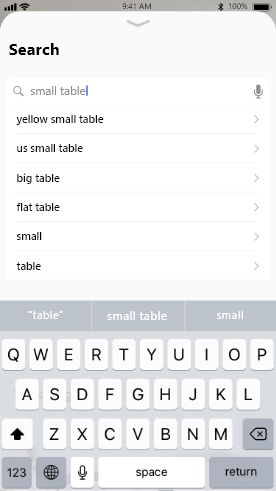 9:41 AM
100%
Search
small table
yellow small table
us small table
big table
flat table
small
table
"table" small table small
Q W E R T Y U I O P
A S D F G H J K L
Z X C V B N M
123 space return